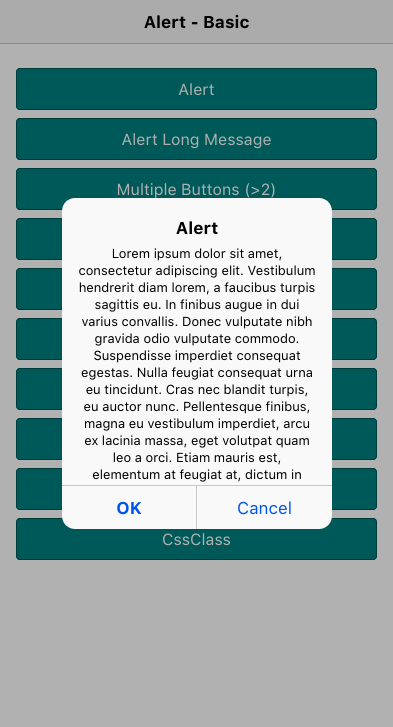 Alert - Basic
Alert
Alert Long Message
Multiple Buttons (>2)
Alert
Lorem ipsum dolor sit amet,
consectetur adipiscing elit. Vestibulum
hendrerit diam lorem, a faucibus turpis
sagittis eu. In finibus augue in dui
varius convallis. Donec vulputate nibh
gravida odio vulputate commodo.
Suspendisse imperdiet consequat
egestas. Nulla feugiat consequat urna
eu tincidunt. Cras nec blandit turpis,
eu auctor nunc. Pellentesque finibus,
magna eu vestibulum imperdiet, arcu
ex lacinia massa, eget volutpat quam
leo a orci. Etiam mauris est,
elementum at feugiat at, dictum in
OK
Cancel
CssClass